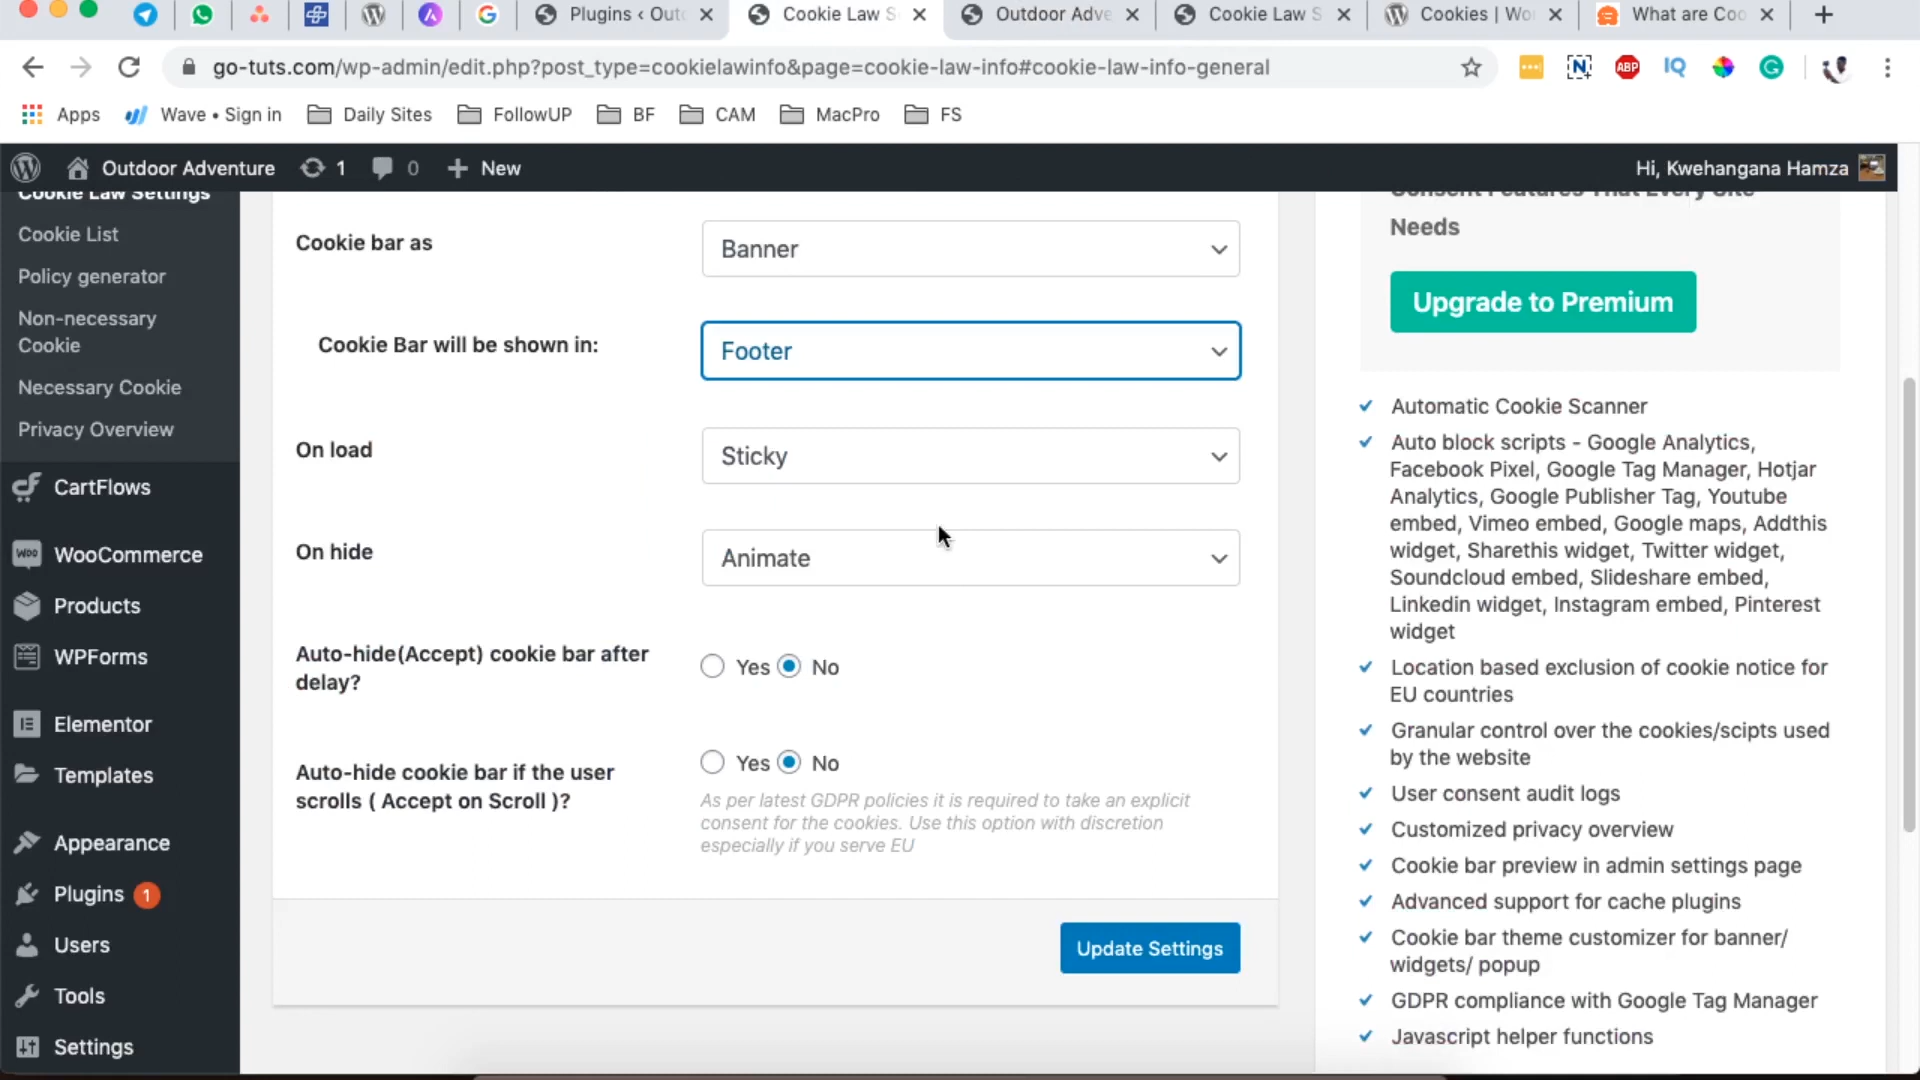 Plugins ‹ Outc
Cookie Law S
Outdoor Adve
Cookie Law S
Cookies | Wo
What are Coo
go-tuts.com/wp-admin/edit.php?post_type=cookielawinfo&page=cookie-law-info#cookie-law-info-general
ABP
IQ
Apps
Wave • Sign in
Daily Sites
FollowUP
BF
CAM
MacPro
FS
Outdoor Adventure
1
0
New
Hi, Kwehangana Hamza
Cookie Law Settings
Cookie List
Policy generator
Non-necessary
Cookie
Necessary Cookie
Privacy Overview
CartFlows
WooCommerce
Products
WPForms
Elementor
Templates
Appearance
Plugins 1
Users
Tools
Settings
Cookie bar as
Banner
Cookie Bar will be shown in:
Footer
On load
Sticky
On hide
Animate
Auto-hide(Accept) cookie bar after
delay?
Yes No
Auto-hide cookie bar if the user
scrolls ( Accept on Scroll )?
Yes No
As per latest GDPR policies it is required to take an explicit
consent for the cookies. Use this option with discretion
especially if you serve EU
Update Settings
Consent Features That Every Site
Needs
Upgrade to Premium
Automatic Cookie Scanner
Auto block scripts - Google Analytics,
Facebook Pixel, Google Tag Manager, Hotjar
Analytics, Google Publisher Tag, Youtube
embed, Vimeo embed, Google maps, Addthis
widget, Sharethis widget, Twitter widget,
Soundcloud embed, Slideshare embed,
Linkedin widget, Instagram embed, Pinterest
widget
Location based exclusion of cookie notice for
EU countries
Granular control over the cookies/scipts used
by the website
User consent audit logs
Customized privacy overview
Cookie bar preview in admin settings page
Advanced support for cache plugins
Cookie bar theme customizer for banner/
widgets/ popup
GDPR compliance with Google Tag Manager
Javascript helper functions